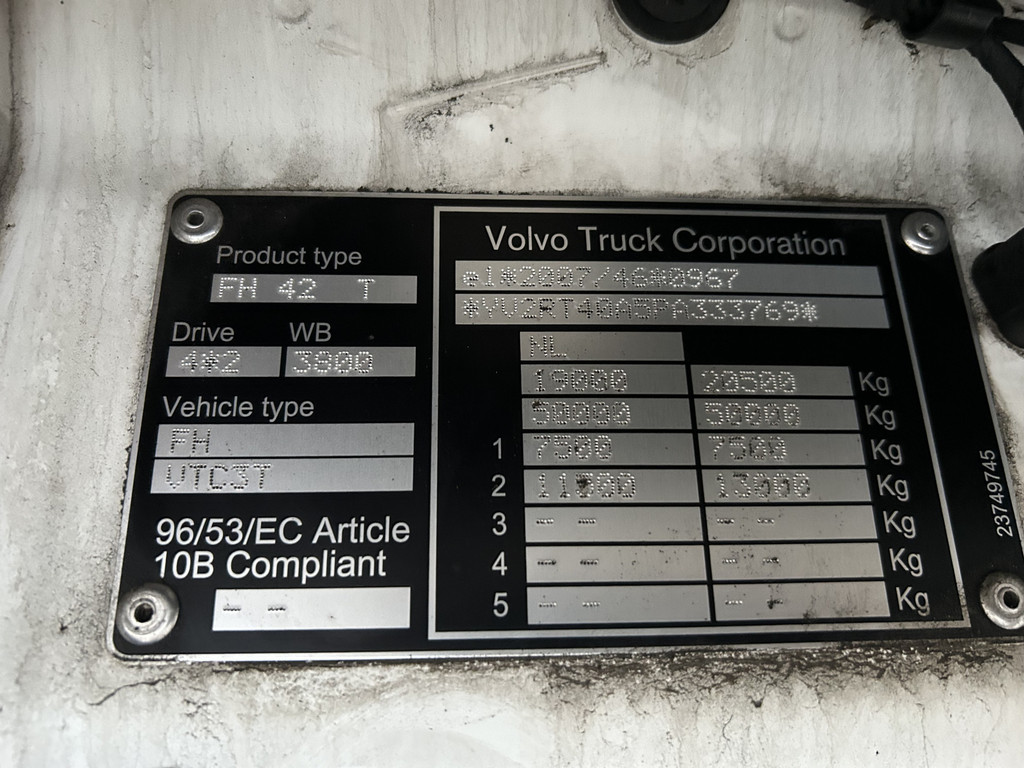 Product type
FH 42 T
Drive WB
4*2 3800
Vehicle type
FH
VTC3T
96/53/EC Article
10B Compliant
-- --
Volvo Truck Corporation
e1*2007/46*0967
*YV2RT40A5PA333769*
NL
19000 20500 Kg
50000 50000 Kg
1 7500 7500 Kg
2 11500 13000 Kg
3 -- -- -- -- Kg
4 -- -- -- -- Kg
5 -- -- -- -- Kg
23749745